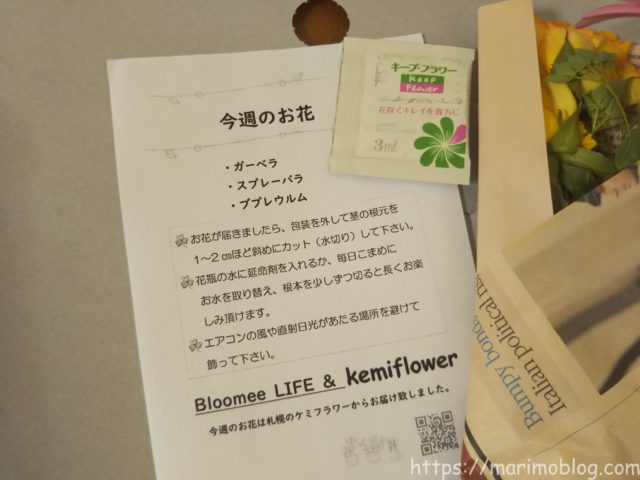 今週のお花
・ガーベラ
・スプレーバラ
・ブプレウルム
お花が届きましたら、包装を外して茎の根元を
1～2㎝ほど斜めにカット（水切り）して下さい。
花瓶の水に延命剤を入れるか、毎日こまめに
お水を取り替え、根本を少しずつ切ると長くお楽
しみ頂けます。
エアコンの風や直射日光があたる場所を避けて
飾って下さい。
Bloomee LIFE & kemiflower
今週のお花は札幌のケミフラワーからお届け致しました。
キープ・フラワー
Keep
Flower
花咲くキレイを貴方に
3ml
Bumpy bonds
Italian political
https://marimoblog.com